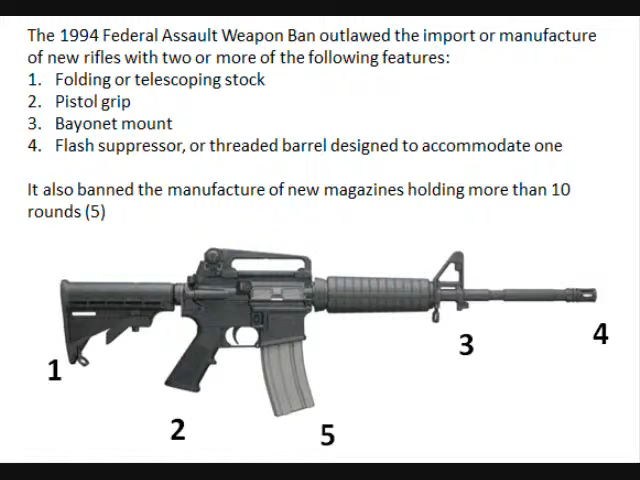 The 1994 Federal Assault Weapon Ban outlawed the import or manufacture
of new rifles with two or more of the following features:
1. Folding or telescoping stock
2. Pistol grip
3. Bayonet mount
4. Flash suppressor, or threaded barrel designed to accommodate one
It also banned the manufacture of new magazines holding more than 10
rounds (5)
1
2
3
4
5